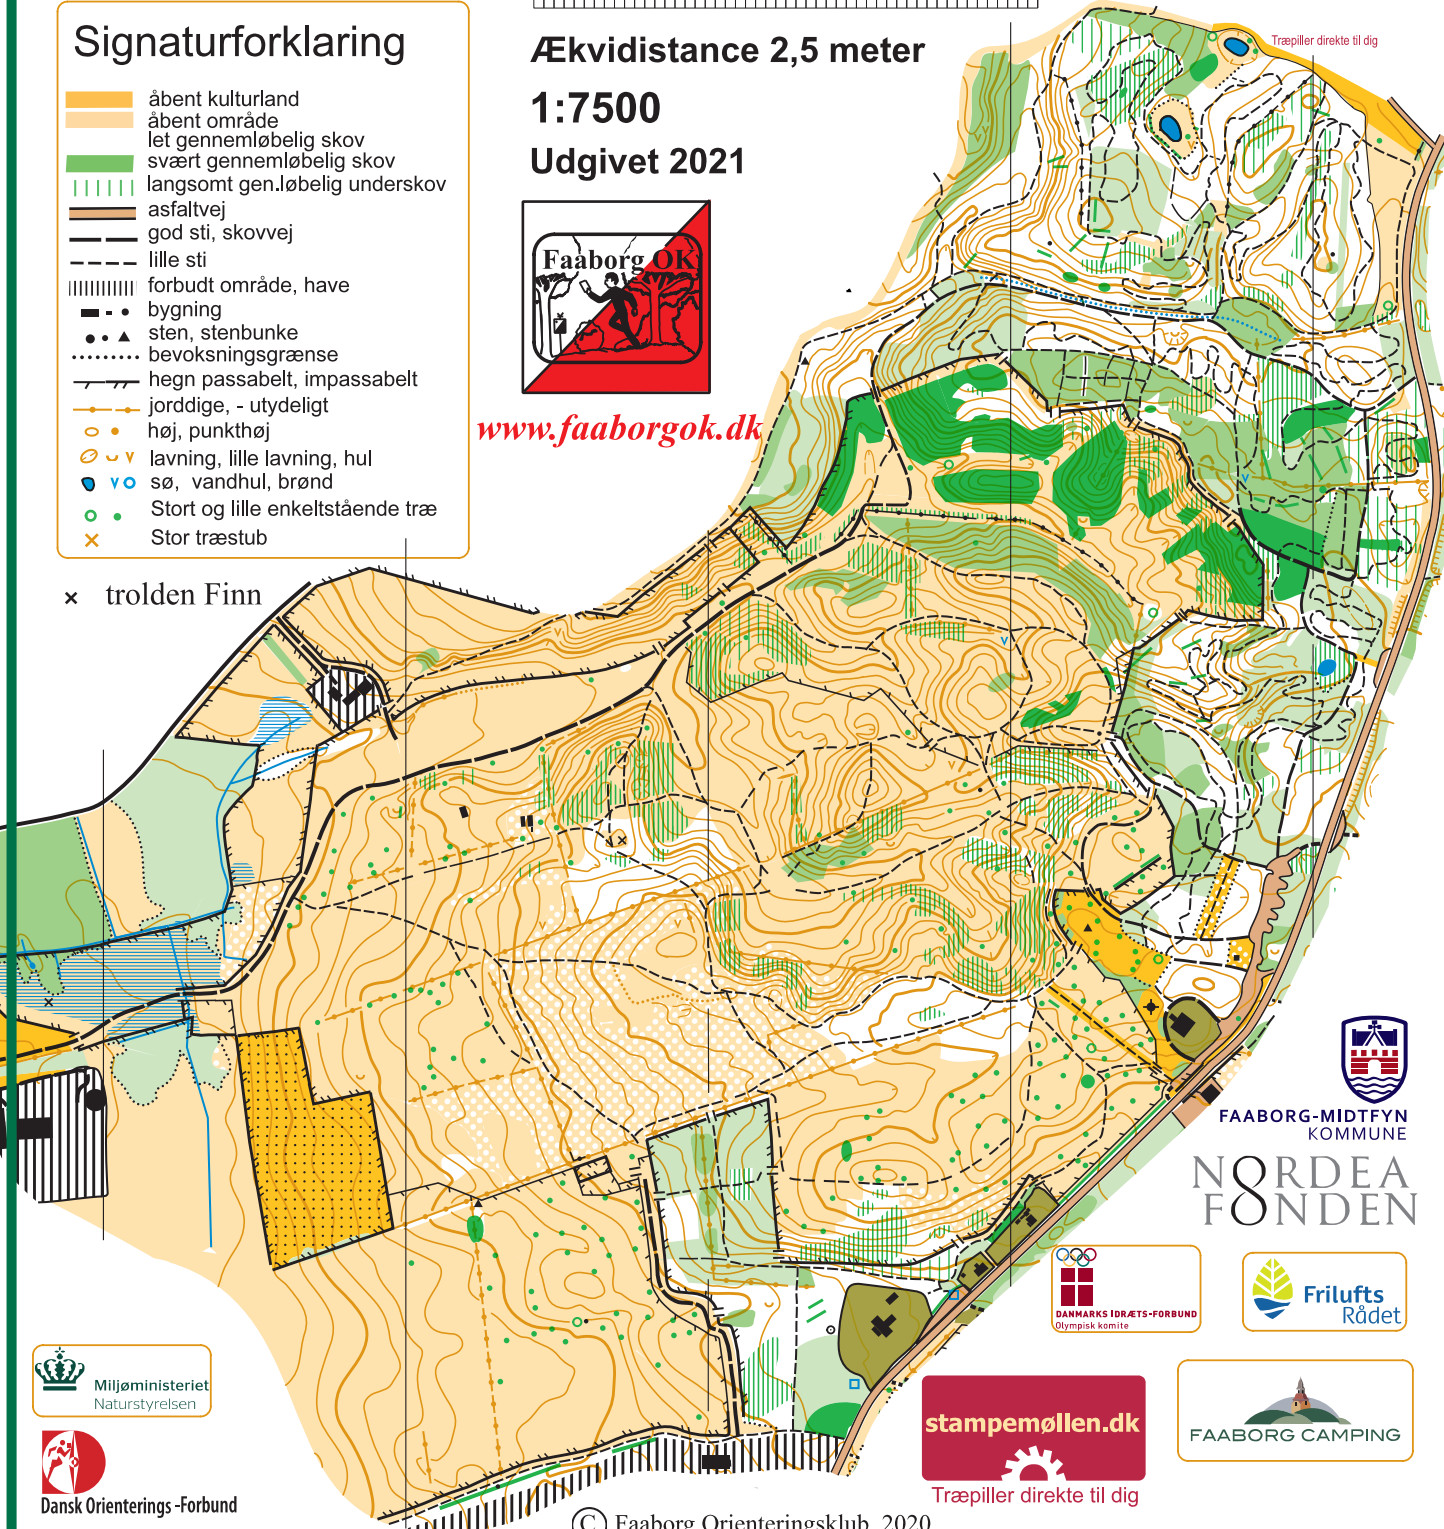 Signaturforklaring
åbent kulturland
åbent område
let gennemløbelig skov
svært gennemløbelig skov
langsomt gen.løbelig underskov
asfaltvej
god sti, skovvej
lille sti
forbudt område, have
bygning
sten, stenbunke
bevoksningsgrænse
hegn passabelt, impassabelt
jorddige, - utydeligt
høj, punkthøj
lavning, lille lavning, hul
sø, vandhul, brønd
Stort og lille enkeltstående træ
Stor træstub
× trolden Finn
Ækvidistance 2,5 meter
1:7500
Udgivet 2021
Faaborg OK
www.faaborgok.dk
Træpiller direkte til dig
FAABORG-MIDTFYN
KOMMUNE
NORDEA
FONDEN
DANMARKS IDRÆTS-FORBUND
Olympisk komite
Frilufts
Rådet
Miljøministeriet
Naturstyrelsen
Dansk Orienterings-Forbund
stampemøllen.dk
Træpiller direkte til dig
FAABORG CAMPING
© Faaborg Orienteringsklub 2020